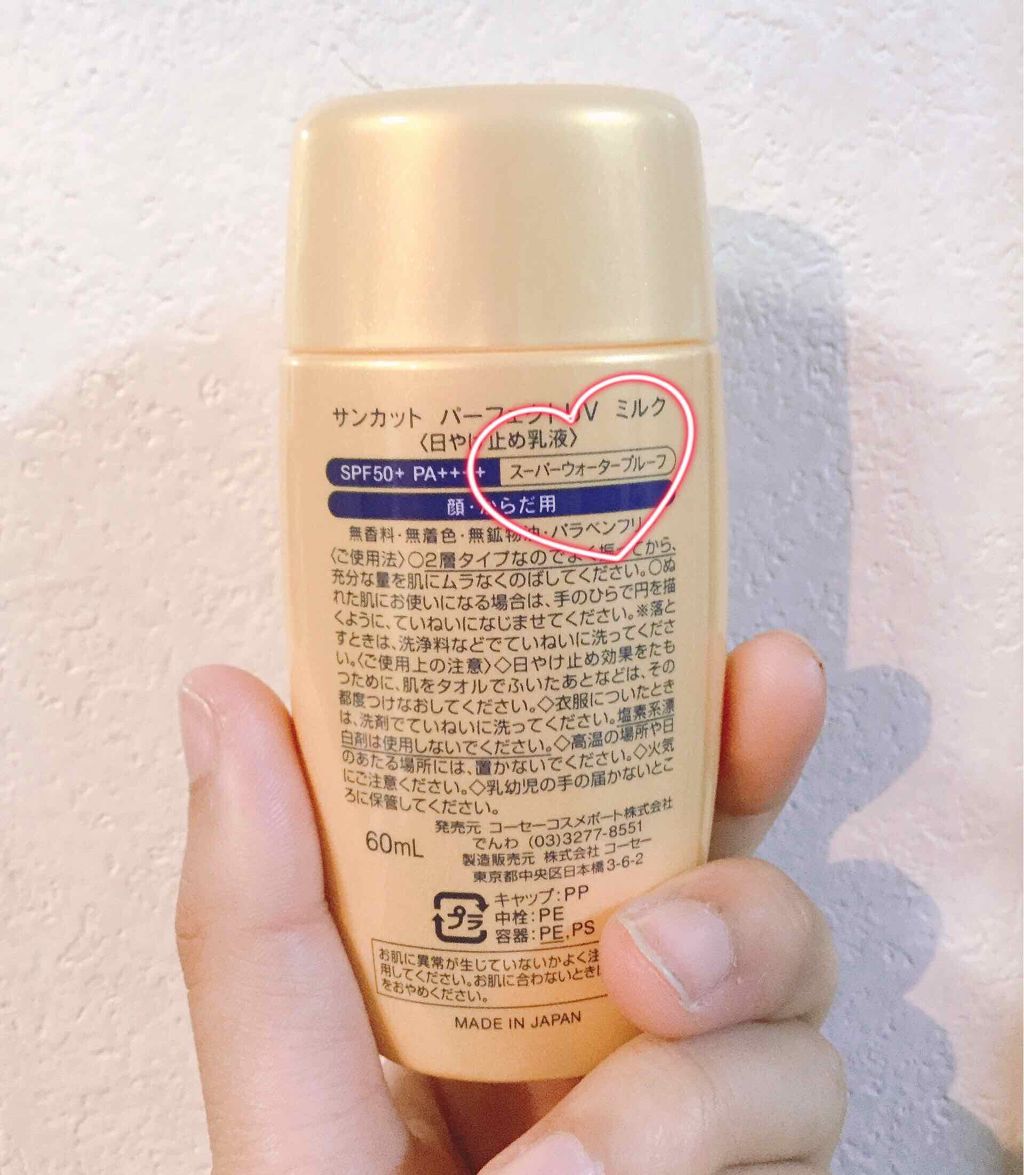 サンカット パーフェクトUV ミルク
〈日やけ止め乳液〉
SPF50+ PA++++ スーパーウォータープルーフ
顔・からだ用
無香料・無着色・無鉱物油・パラベンフリー
〈ご使用法〉○2層タイプなのでよく振ってから、
充分な量を肌にムラなくのばしてください。○ぬ
れた肌にお使いになる場合は、手のひらで円を描
くように、ていねいになじませてください。※落と
すときは、洗浄料などでていねいに洗ってくださ
い。〈ご使用上の注意〉◇日やけ止め効果をたも
つために、肌をタオルでふいたあとなどは、その
都度つけなおしてください。◇衣服についたとき
は、洗剤でていねいに洗ってください。塩素系漂
白剤は使用しないでください。◇高温の場所や日
のあたる場所には、置かないでください。◇火気
にご注意ください。◇乳幼児の手の届かないとこ
ろに保管してください。
60mL
発売元 コーセーコスメポート株式会社
でんわ (03)3277-8551
製造販売元 株式会社 コーセー
東京都中央区日本橋3-6-2
プラ
キャップ:PP
中栓:PE
容器:PE,PS
お肌に異常が生じていないかよく注
用してください。お肌に合わないときは
をおやめください。
MADE IN JAPAN